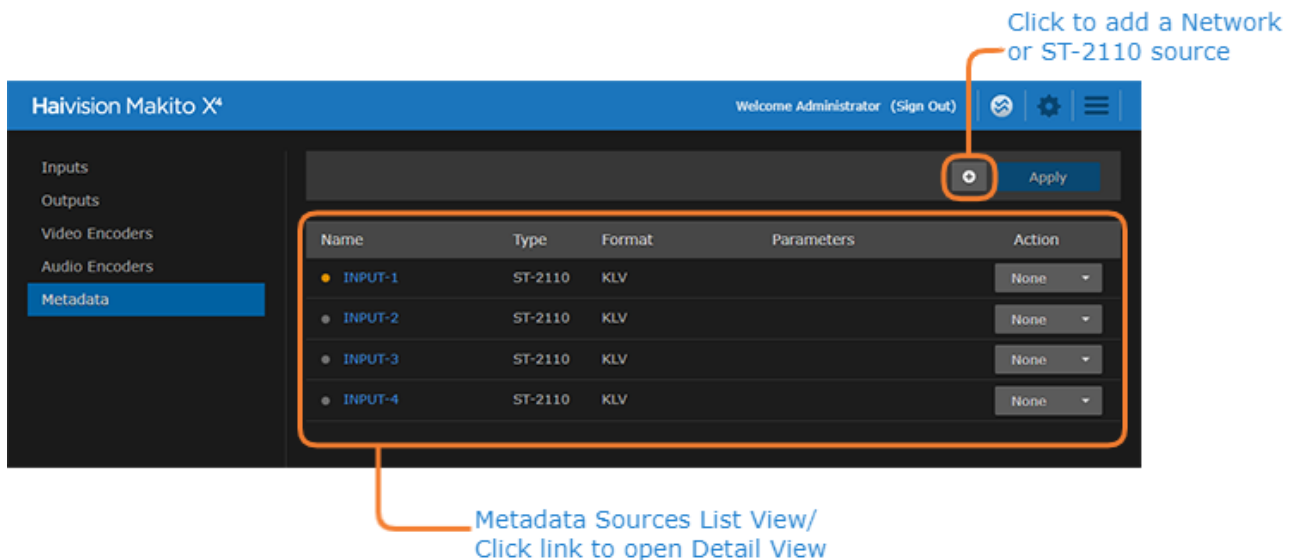 Click to add a Network
or ST-2110 source
Haivision Makito X⁴
Welcome Administrator (Sign Out)
Inputs
Outputs
Video Encoders
Audio Encoders
Metadata
Apply
Name Type Format Parameters Action
INPUT-1 ST-2110 KLV None
INPUT-2 ST-2110 KLV None
INPUT-3 ST-2110 KLV None
INPUT-4 ST-2110 KLV None
Metadata Sources List View/
Click link to open Detail View